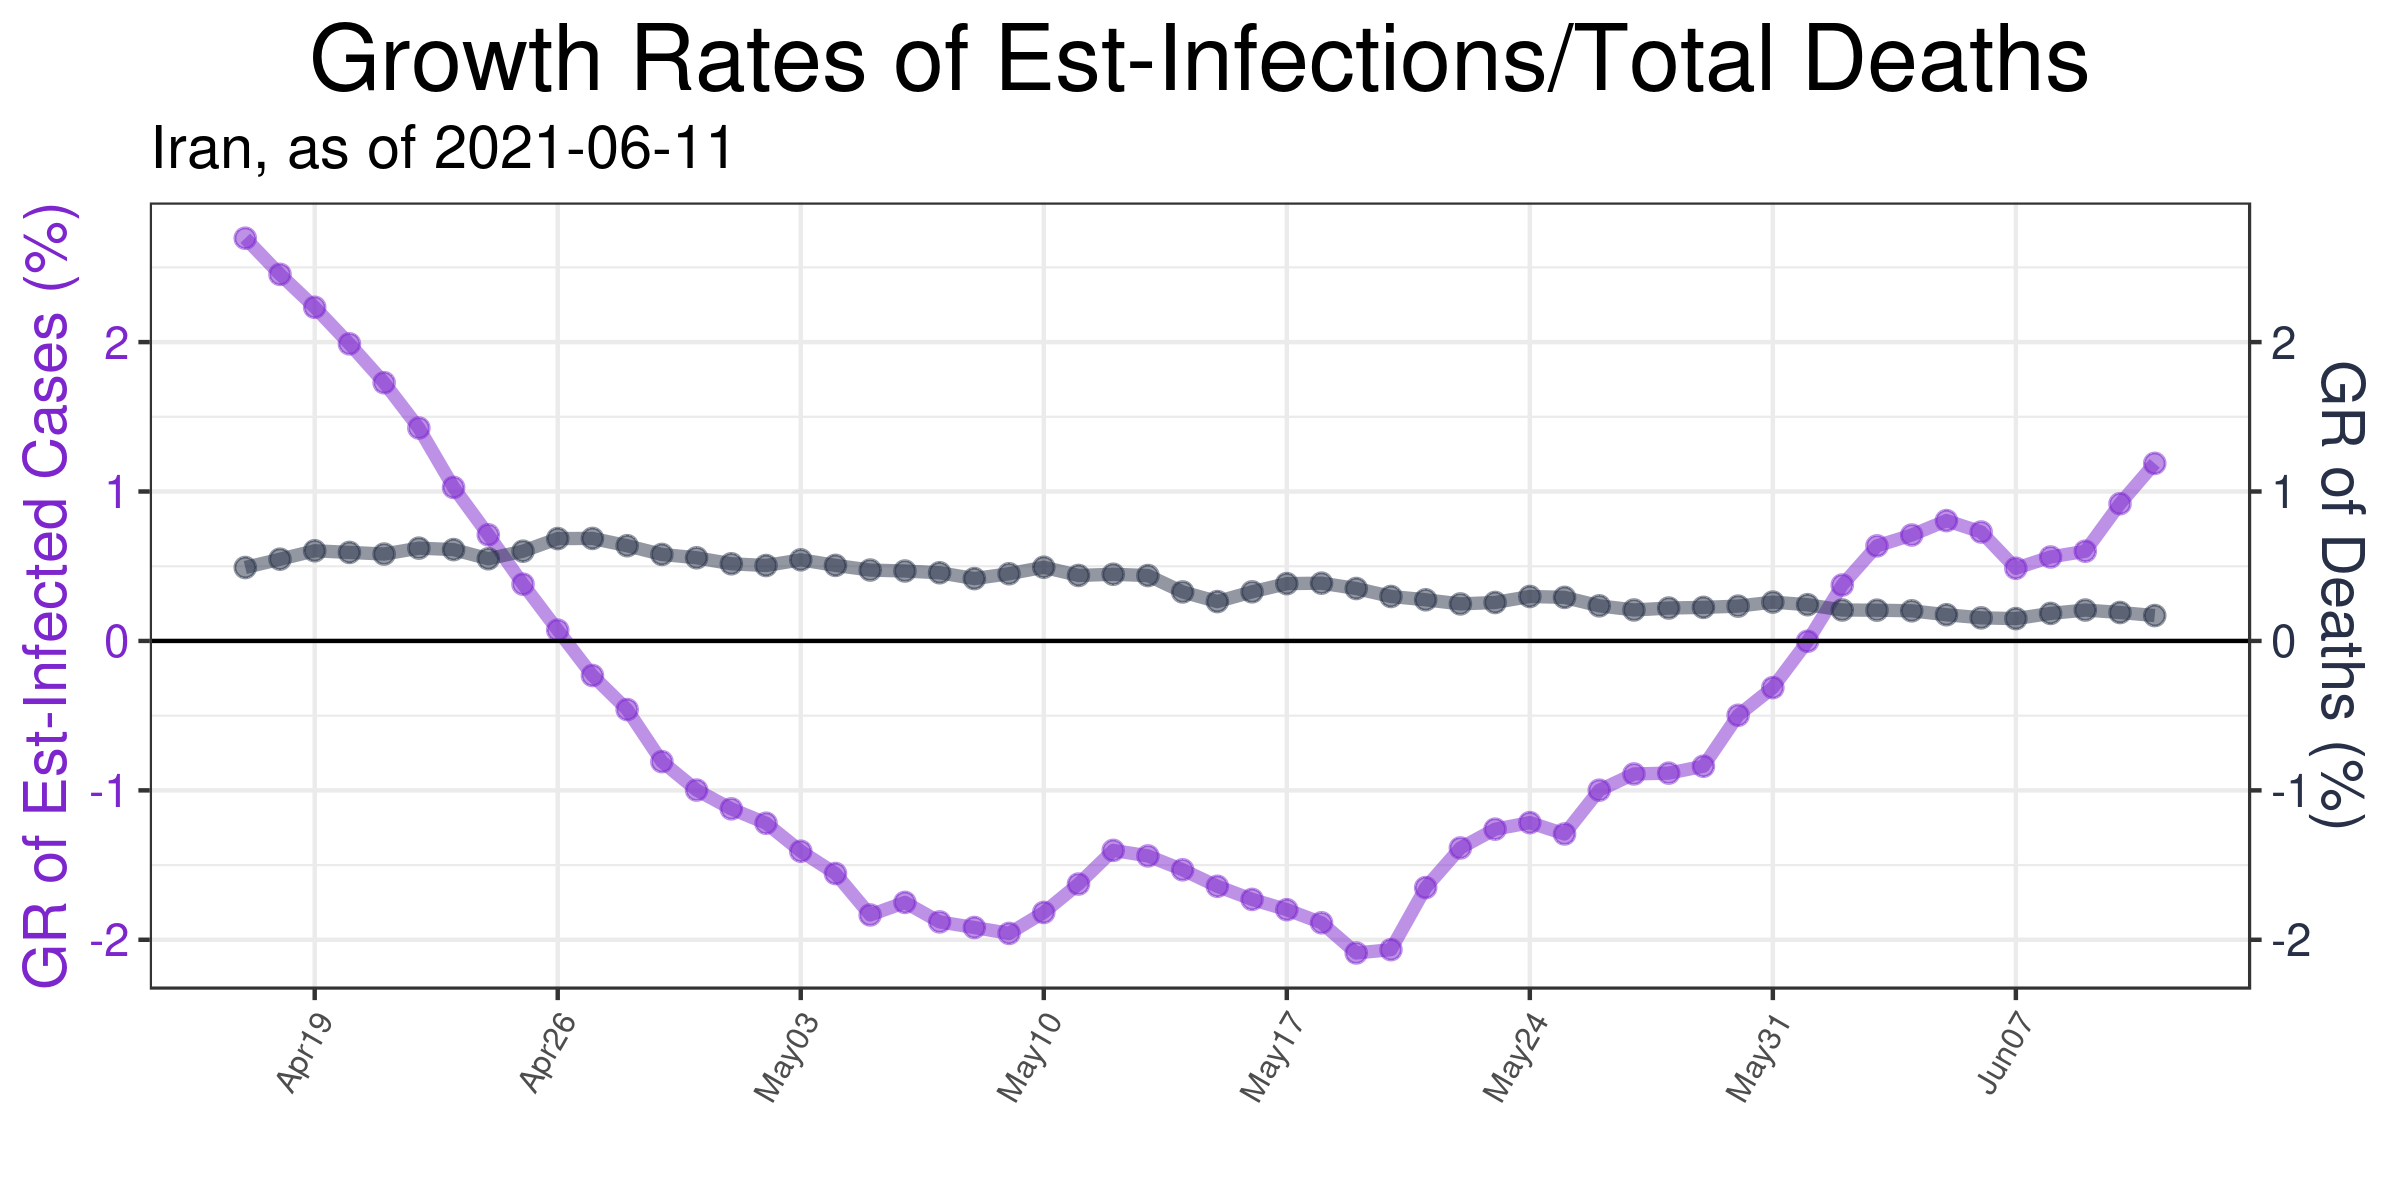 Growth Rates of Est-Infections/Total Deaths
Iran, as of 2021-06-11
GR of Est-Infected Cases (%)
2
1
0
-1
-2
2
1
0
-1
-2
GR of Deaths (%)
Apr19
Apr26
May03
May10
May17
May24
May31
Jun07